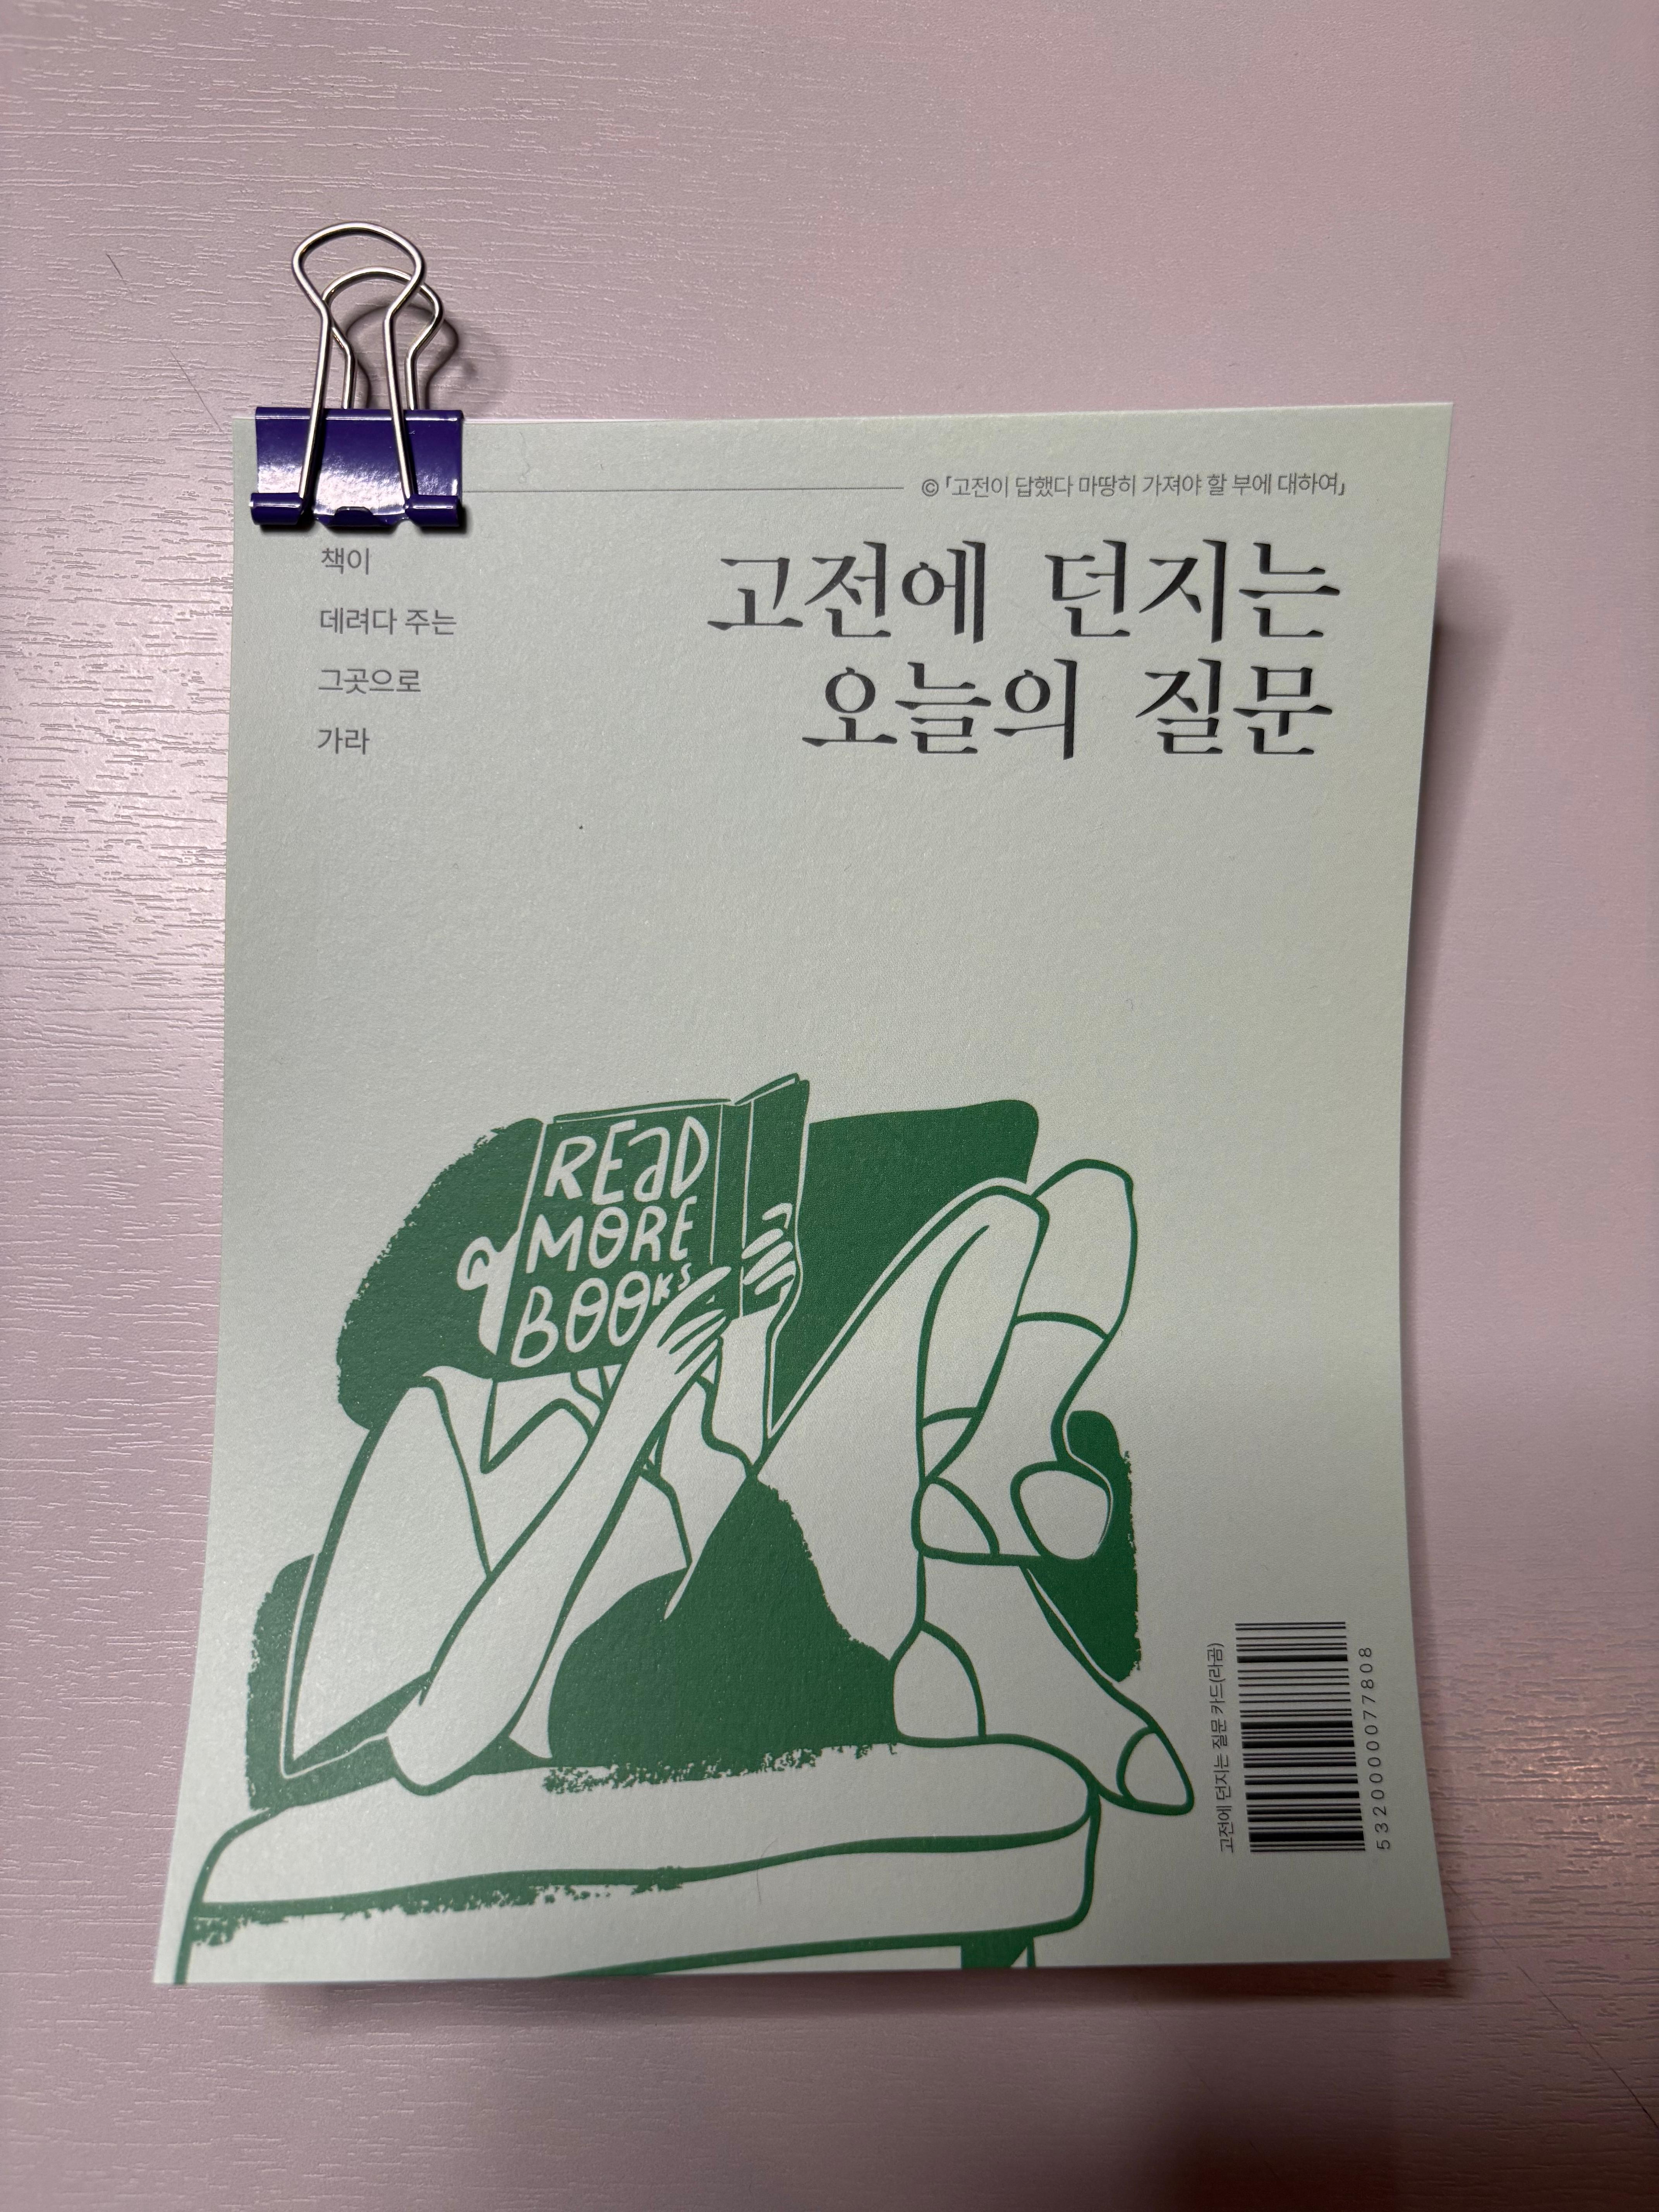 © 「고전이 답했다 마땅히 가져야 할 부에 대하여」
고전에 던지는
오늘의 질문
책이
데려다 주는
그곳으로
가라
READ
MORE
BOOKS
고전에 던지는 질문 카드(라곰)
5320000077808